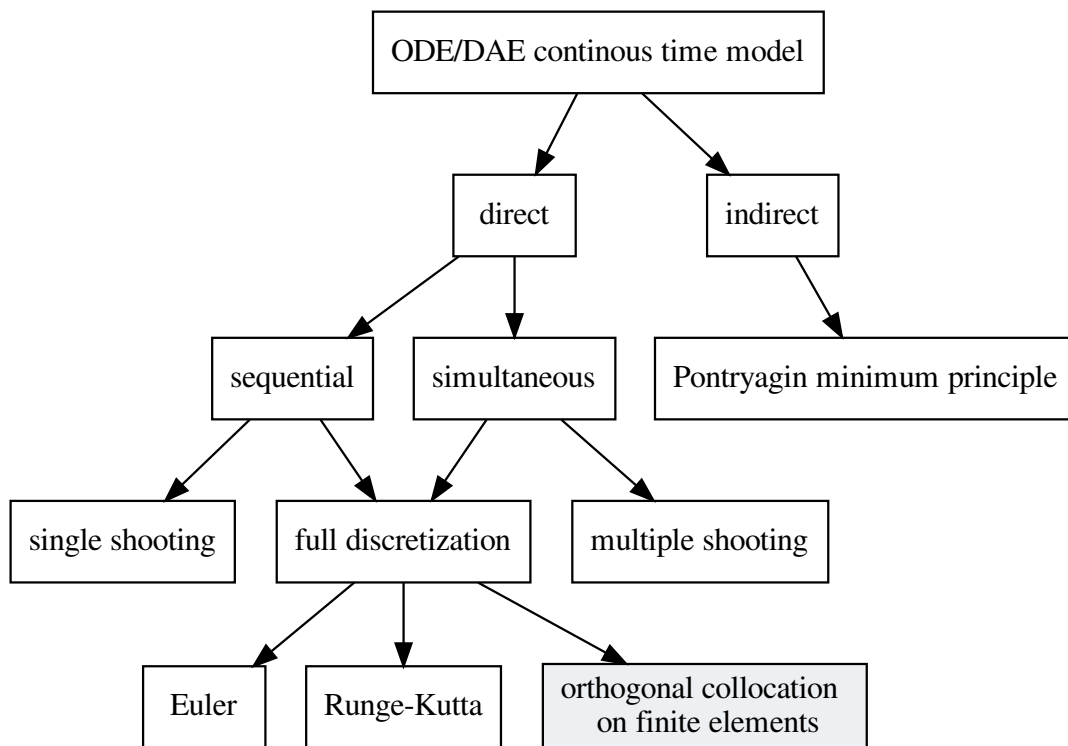 ODE/DAE continous time model
direct
indirect
sequential
simultaneous
Pontryagin minimum principle
single shooting
full discretization
multiple shooting
Euler
Runge-Kutta
orthogonal collocation
on finite elements